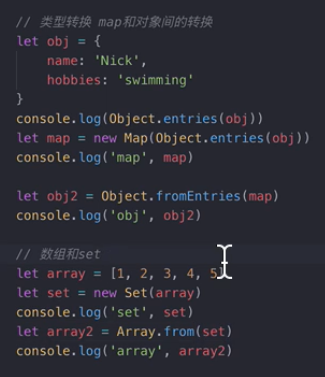 // 类型转换 map和对象间的转换
let obj = {
    name: 'Nick',
    hobbies: 'swimming'
}
console.log(Object.entries(obj))
let map = new Map(Object.entries(obj))
console.log('map', map)

let obj2 = Object.fromEntries(map)
console.log('obj', obj2)

// 数组和set
let array = [1, 2, 3, 4, 5]
let set = new Set(array)
console.log('set', set)
let array2 = Array.from(set)
console.log('array', array2)